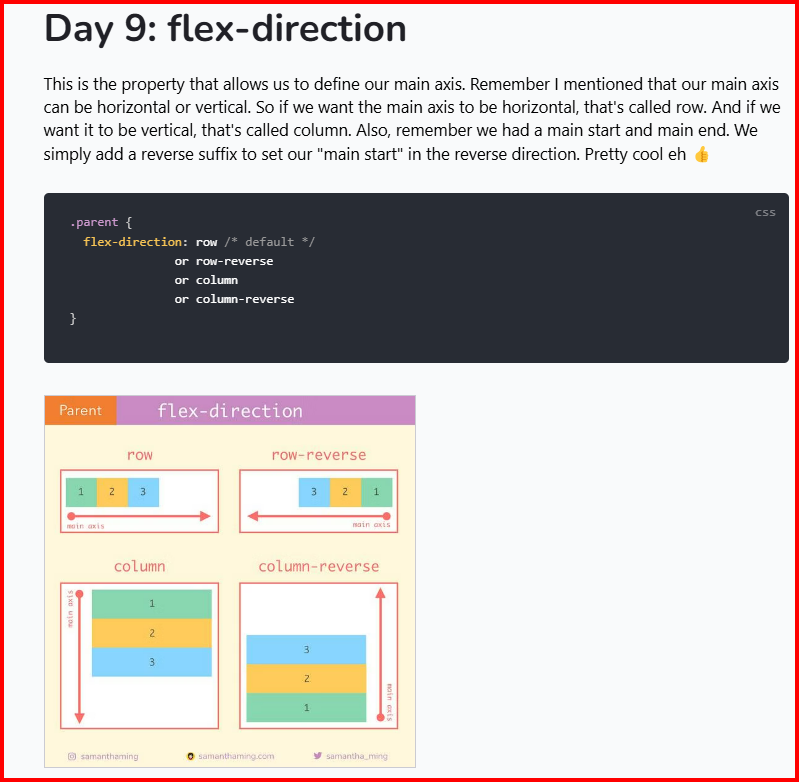 Day 9: flex-direction
This is the property that allows us to define our main axis. Remember I mentioned that our main axis
can be horizontal or vertical. So if we want the main axis to be horizontal, that's called row. And if we
want it to be vertical, that's called column. Also, remember we had a main start and main end. We
simply add a reverse suffix to set our "main start" in the reverse direction. Pretty cool eh 👍
css
.parent {
flex-direction: row /* default */
or row-reverse
or column
or column-reverse
}
Parent flex-direction
row
1 2 3
main axis
row-reverse
3 2 1
main axis
column
main axis
1
2
3
column-reverse
3
2
1
main axis
samanthaming samanthaming.com samantha_ming